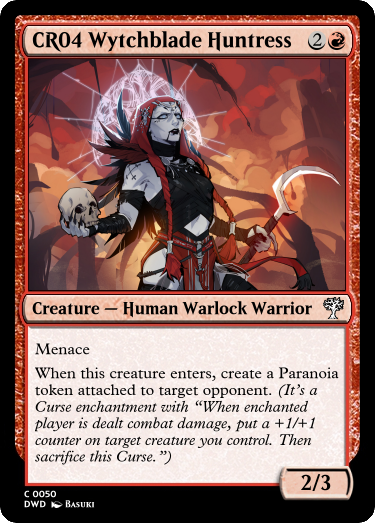 CR04 Wytchblade Huntress 2
Creature — Human Warlock Warrior
Menace
When this creature enters, create a Paranoia
token attached to target opponent. (It's a
Curse enchantment with "When enchanted
player is dealt combat damage, put a +1/+1
counter on target creature you control. Then
sacrifice this Curse.")
2/3
C 0050
DWD Basuki